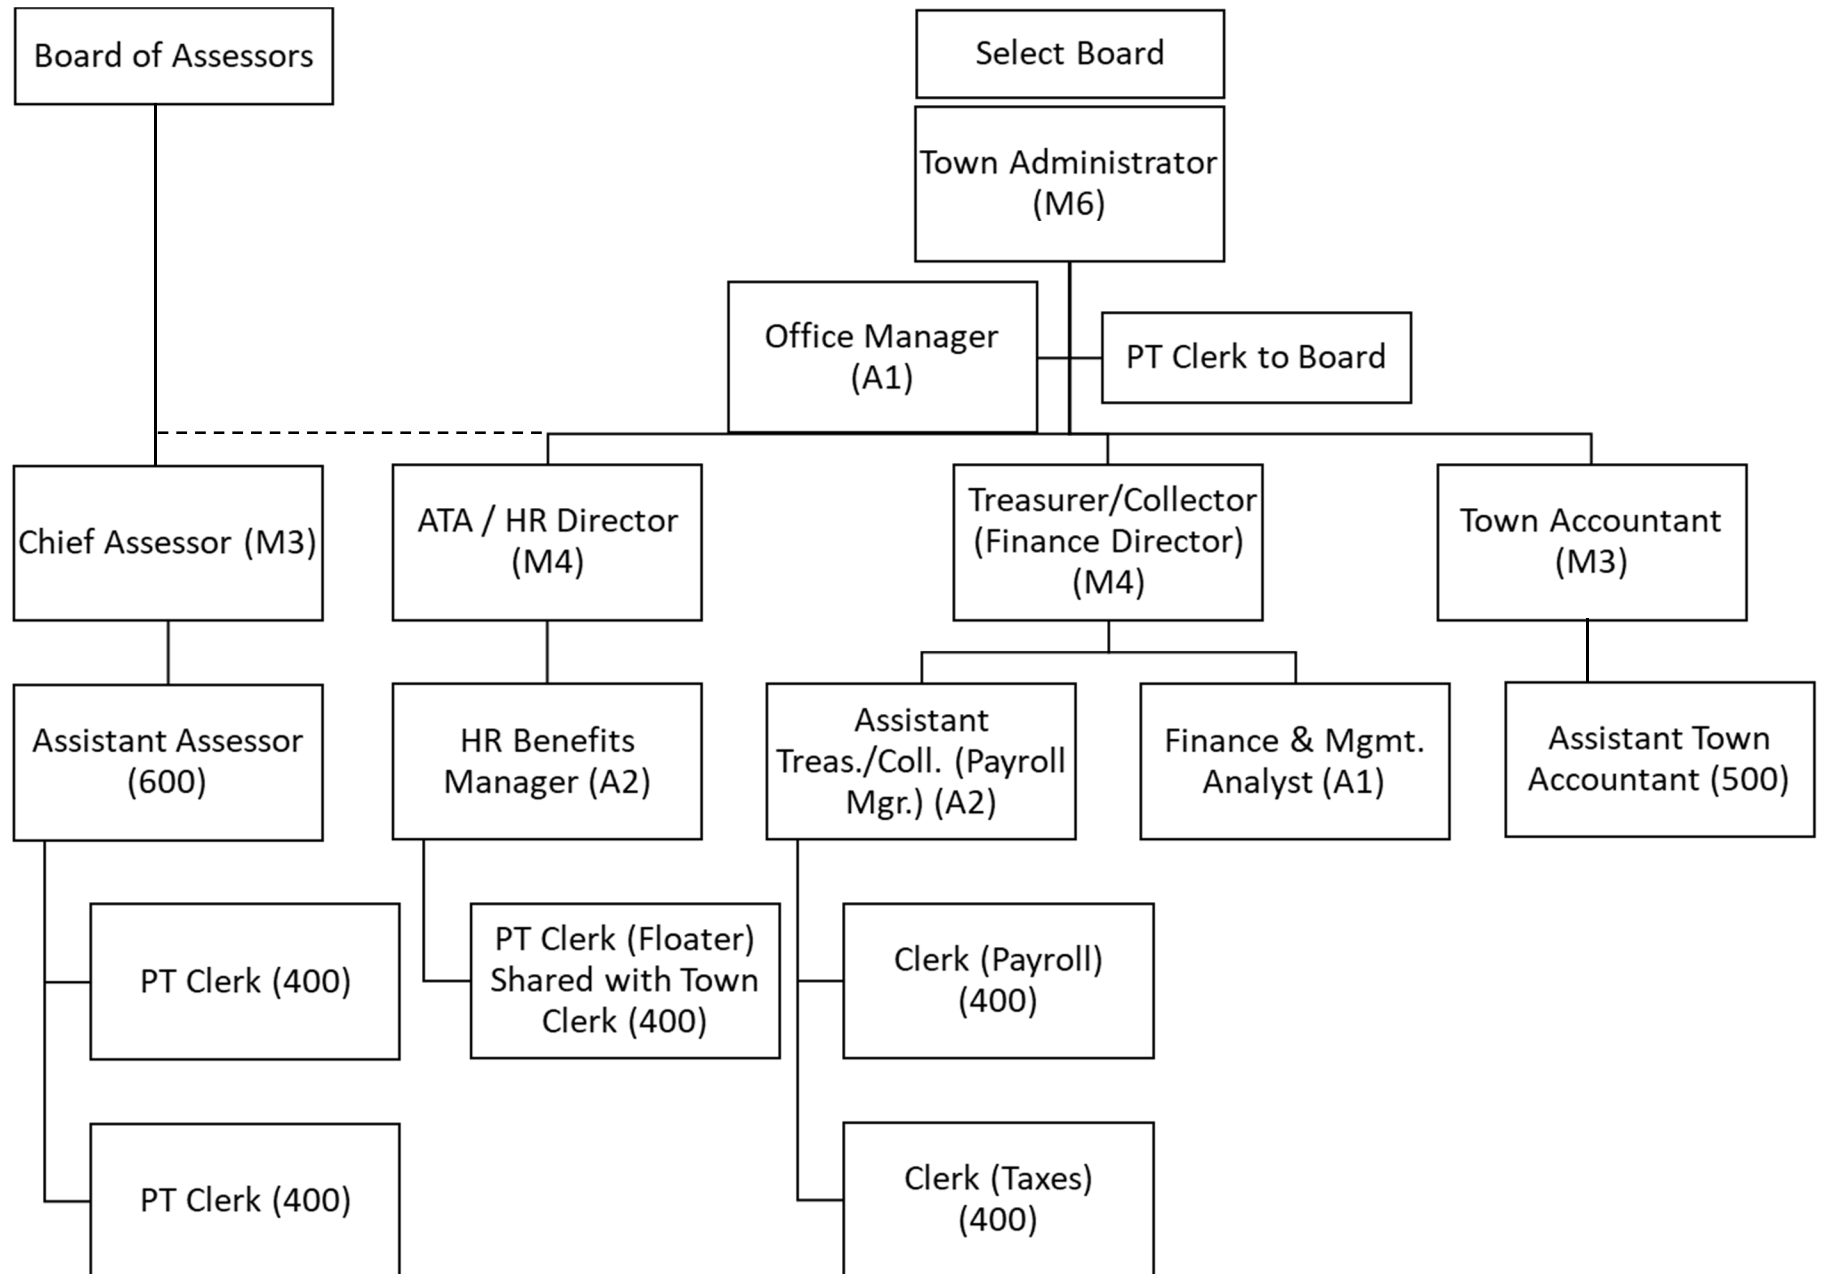 Board of Assessors
Select Board
Town Administrator
(M6)
Office Manager
(A1)
PT Clerk to Board
Chief Assessor (M3)
ATA / HR Director
(M4)
Treasurer/Collector
(Finance Director)
(M4)
Town Accountant
(M3)
Assistant Assessor
(600)
HR Benefits
Manager (A2)
Assistant
Treas./Coll. (Payroll
Mgr.) (A2)
Finance & Mgmt.
Analyst (A1)
Assistant Town
Accountant (500)
PT Clerk (400)
PT Clerk (Floater)
Shared with Town
Clerk (400)
Clerk (Payroll)
(400)
PT Clerk (400)
Clerk (Taxes)
(400)